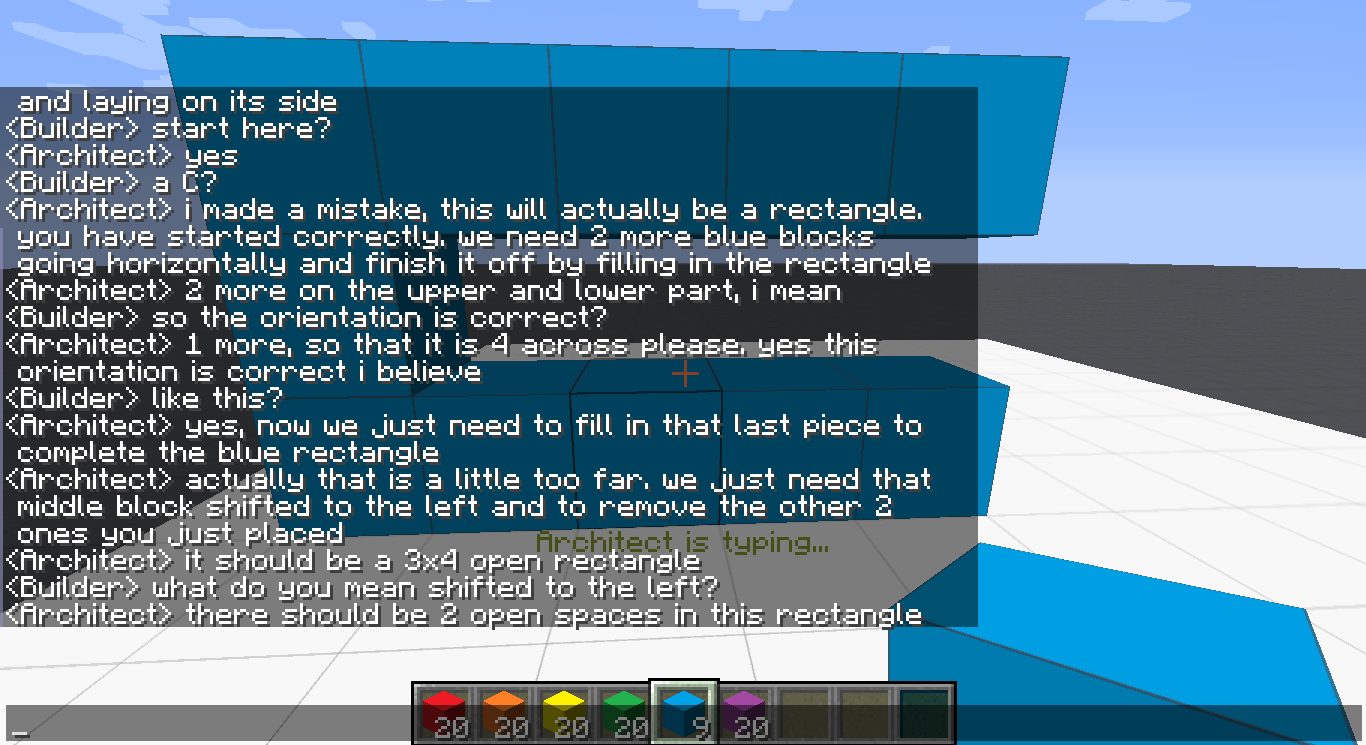 and laying on its side
<Builder> start here?
<Architect> yes
<Builder> a C?
<Architect> i made a mistake, this will actually be a rectangle.
you have started correctly. we need 2 more blue blocks
going horizontally and finish it off by filling in the rectangle
<Architect> 2 more on the upper and lower part, i mean
<Builder> so the orientation is correct?
<Architect> 1 more, so that it is 4 across please. yes this
orientation is correct i believe
<Builder> like this?
<Architect> yes, now we just need to fill in that last piece to
complete the blue rectangle
<Architect> actually that is a little too far. we just need that
middle block shifted to the left and to remove the other 2
ones you just placed
Architect is typing...
<Architect> it should be a 3x4 open rectangle
<Builder> what do you mean shifted to the left?
<Architect> there should be 2 open spaces in this rectangle
20 20 20 20 9 20
_